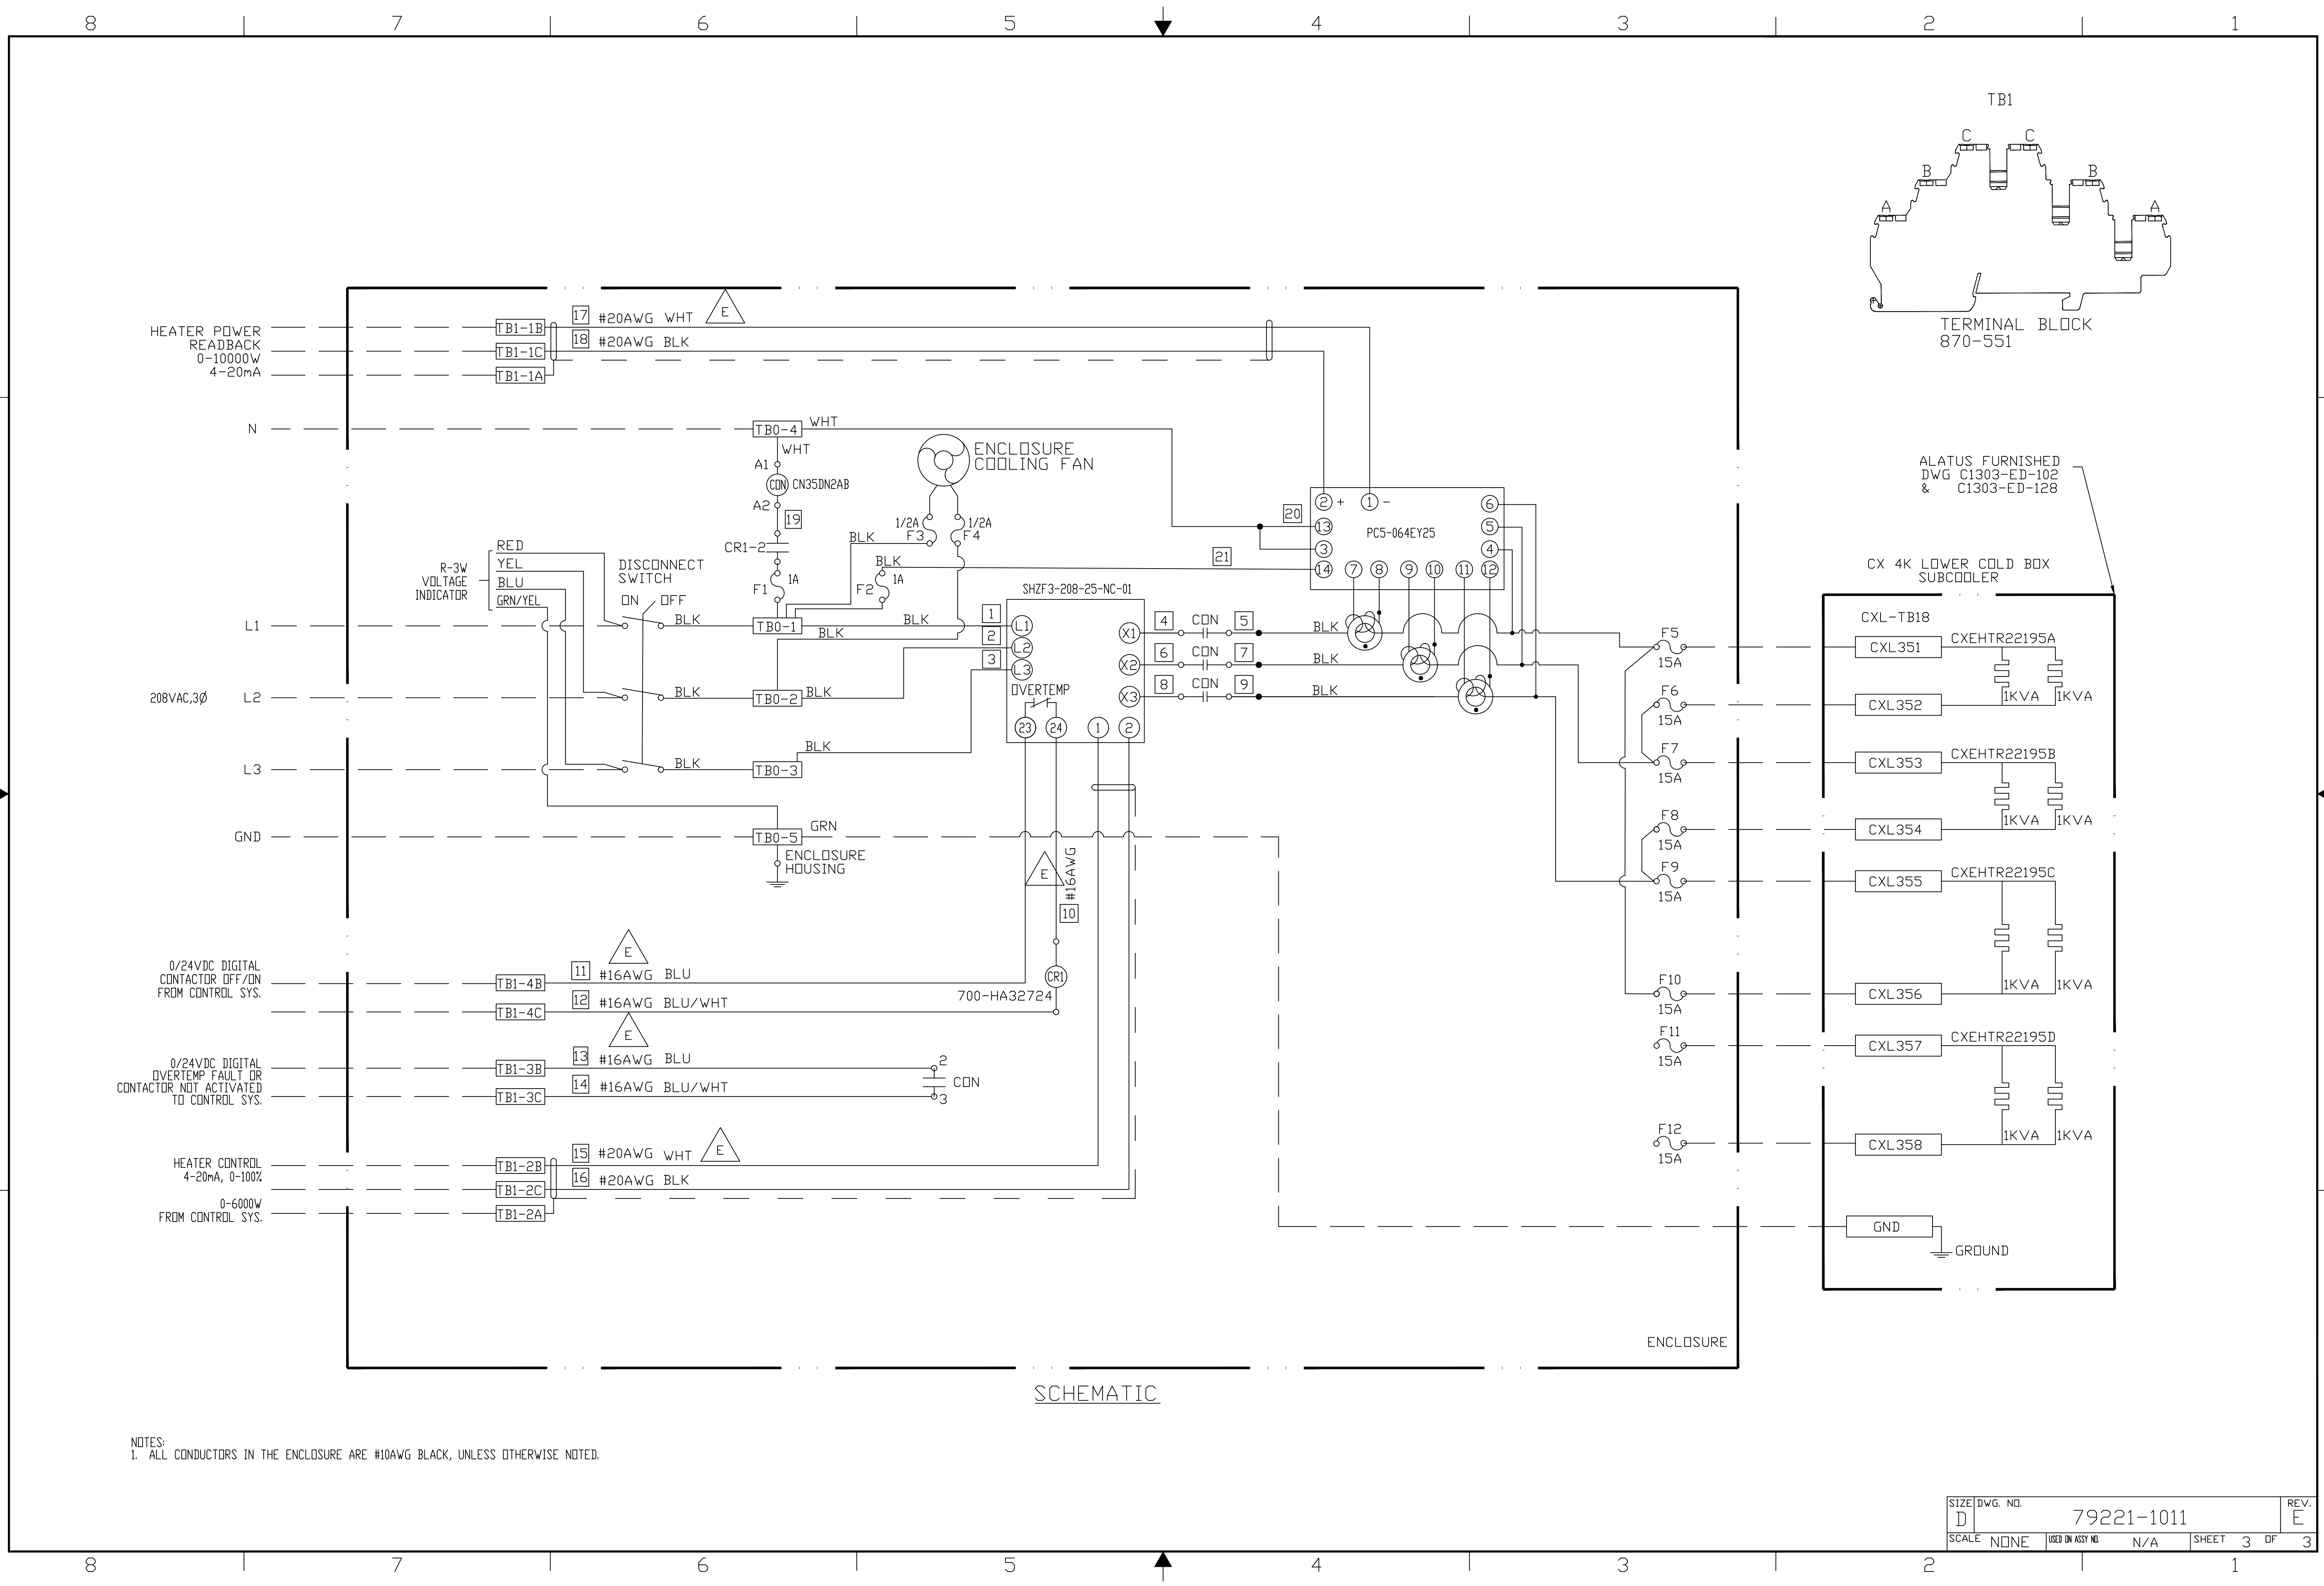 8 7 6 5 4 3 2 1
TB1
C C
B B
A A
TERMINAL BLOCK
870-551
HEATER POWER
READBACK
0-10000W
4-20mA
TB1-1B
17 #20AWG WHT E
TB1-1C
18 #20AWG BLK
TB1-1A
N
TB0-4
WHT
WHT
A1
CON CN35DN2AB
A2
19
CR1-2
F1 1A
ENCLOSURE
COOLING FAN
1/2A
F3
1/2A
F4
BLK
BLK
F2 1A
20
21
2 + 1 -
13
3
14
PC5-064EY25
6
5
4
7 8 9 10 11 12
R-3W
VOLTAGE
INDICATOR
RED
YEL
BLU
GRN/YEL
DISCONNECT
SWITCH
ON OFF
L1
BLK
TB0-1
BLK
BLK
208VAC,3Ø L2
BLK
TB0-2
BLK
L3
BLK
TB0-3
BLK
GND
TB0-5
GRN
ENCLOSURE
HOUSING
SHZF3-208-25-NC-01
1 L1
2 L2
3 L3
X1
X2
X3
OVERTEMP
23 24 1 2
4 CON 5 BLK
6 CON 7 BLK
8 CON 9 BLK
E
#16AWG
10
CR1
700-HA32724
0/24VDC DIGITAL
CONTACTOR OFF/ON
FROM CONTROL SYS.
E
TB1-4B
11 #16AWG BLU
TB1-4C
12 #16AWG BLU/WHT
E
0/24VDC DIGITAL
OVERTEMP FAULT OR
CONTACTOR NOT ACTIVATED
TO CONTROL SYS.
TB1-3B
13 #16AWG BLU
TB1-3C
14 #16AWG BLU/WHT
2
CON
3
HEATER CONTROL
4-20mA, 0-100%
0-6000W
FROM CONTROL SYS.
TB1-2B
15 #20AWG WHT E
TB1-2C
16 #20AWG BLK
TB1-2A
F5
15A
F6
15A
F7
15A
F8
15A
F9
15A
F10
15A
F11
15A
F12
15A
ENCLOSURE
ALATUS FURNISHED
DWG C1303-ED-102
& C1303-ED-128
CX 4K LOWER COLD BOX
SUBCOOLER
CXL-TB18
CXL351 CXEHTR22195A
1KVA 1KVA
CXL352
CXL353 CXEHTR22195B
1KVA 1KVA
CXL354
CXL355 CXEHTR22195C
1KVA 1KVA
CXL356
CXL357 CXEHTR22195D
1KVA 1KVA
CXL358
GND
GROUND
SCHEMATIC
NOTES:
1. ALL CONDUCTORS IN THE ENCLOSURE ARE #10AWG BLACK, UNLESS OTHERWISE NOTED.
SIZE DWG. NO. REV.
D 79221-1011 E
SCALE NONE USED ON ASSY NO. N/A SHEET 3 OF 3
8 7 6 5 4 3 2 1